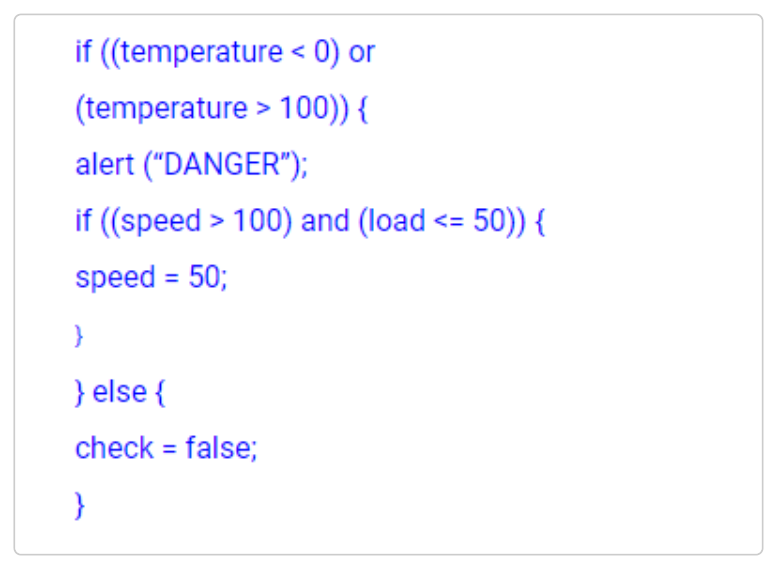 if ((temperature < 0) or
(temperature > 100)) {
alert (“DANGER”);
if ((speed > 100) and (load <= 50)) {
speed = 50;
}
} else {
check = false;
}